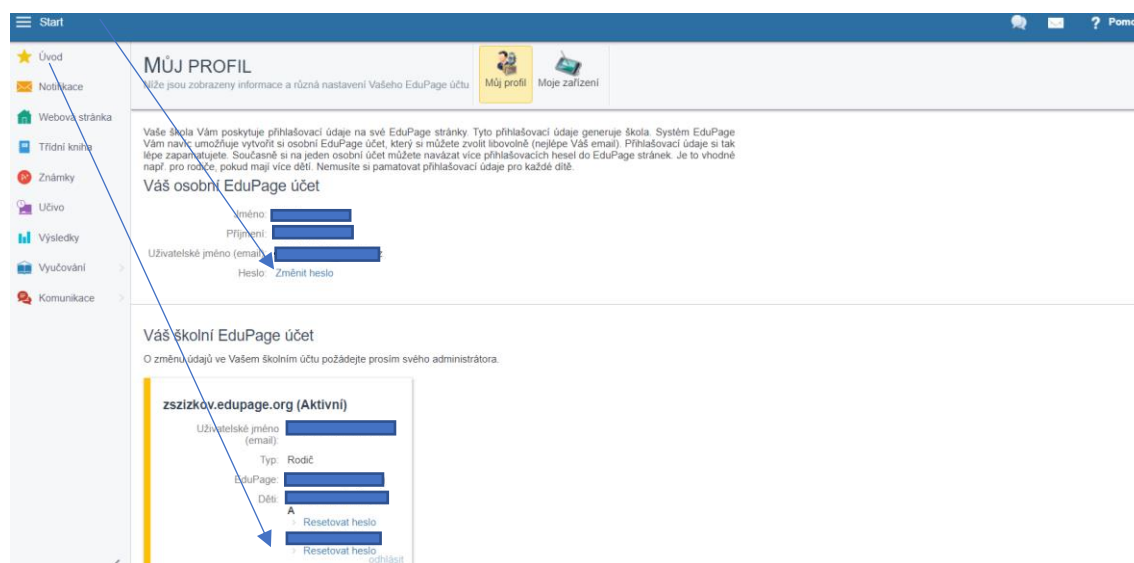 Start
? Pomo
Úvod
Notifikace
Webová stránka
Třídní kniha
Známky
Učivo
Výsledky
Vyučování
Komunikace
MŮJ PROFIL
Níže jsou zobrazeny informace a různá nastavení Vašeho EduPage účtu
Můj profil
Moje zařízení
Vaše škola Vám poskytuje přihlašovací údaje na své EduPage stránky. Tyto přihlašovací údaje generuje škola. Systém EduPage
Vám navíc umožňuje vytvořit si osobní EduPage účet, který si můžete zvolit libovolně (nejlépe Váš email). Přihlašovací údaje si tak
lépe zapamatujete. Současně si na jeden osobní účet můžete navázat více přihlašovacích hesel do EduPage stránek. Je to vhodné
např. pro rodiče, pokud mají více dětí. Nemusíte si pamatovat přihlašovací údaje pro každé dítě.
Váš osobní EduPage účet
Jméno:
Příjmení:
Uživatelské jméno (email):
Heslo: Změnit heslo
Váš školní EduPage účet
O změnu údajů ve Vašem školním účtu požádejte prosím svého administrátora.
zszizkov.edupage.org (Aktivní)
Uživatelské jméno
(email):
Typ: Rodič
EduPage:
Děti:
A
Resetovat heslo
Resetovat heslo
odhlásit